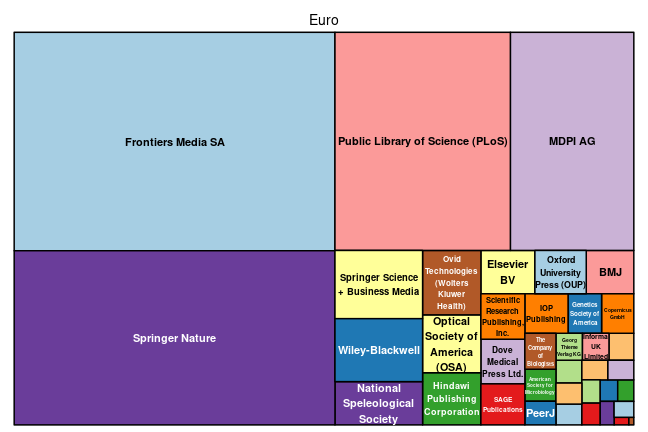 Euro
Frontiers Media SA
Public Library of Science (PLoS)
MDPI AG
Springer Nature
Springer Science
+ Business Media
Wiley-Blackwell
National
Speleological
Society
Ovid
Technologies
(Wolters
Kluwer
Health)
Optical
Society of
America
(OSA)
Hindawi
Publishing
Corporation
Elsevier
BV
Oxford
University
Press (OUP)
BMJ
Scientific
Research
Publishing,
Inc.
Dove
Medical
Press Ltd.
SAGE
Publications
IOP
Publishing
Genetics
Society of
America
Copernicus
GmbH
The
Company
of
Biologists
American
Society for
Microbiology
PeerJ
Georg
Thieme
Verlag KG
Informa
UK
Limited